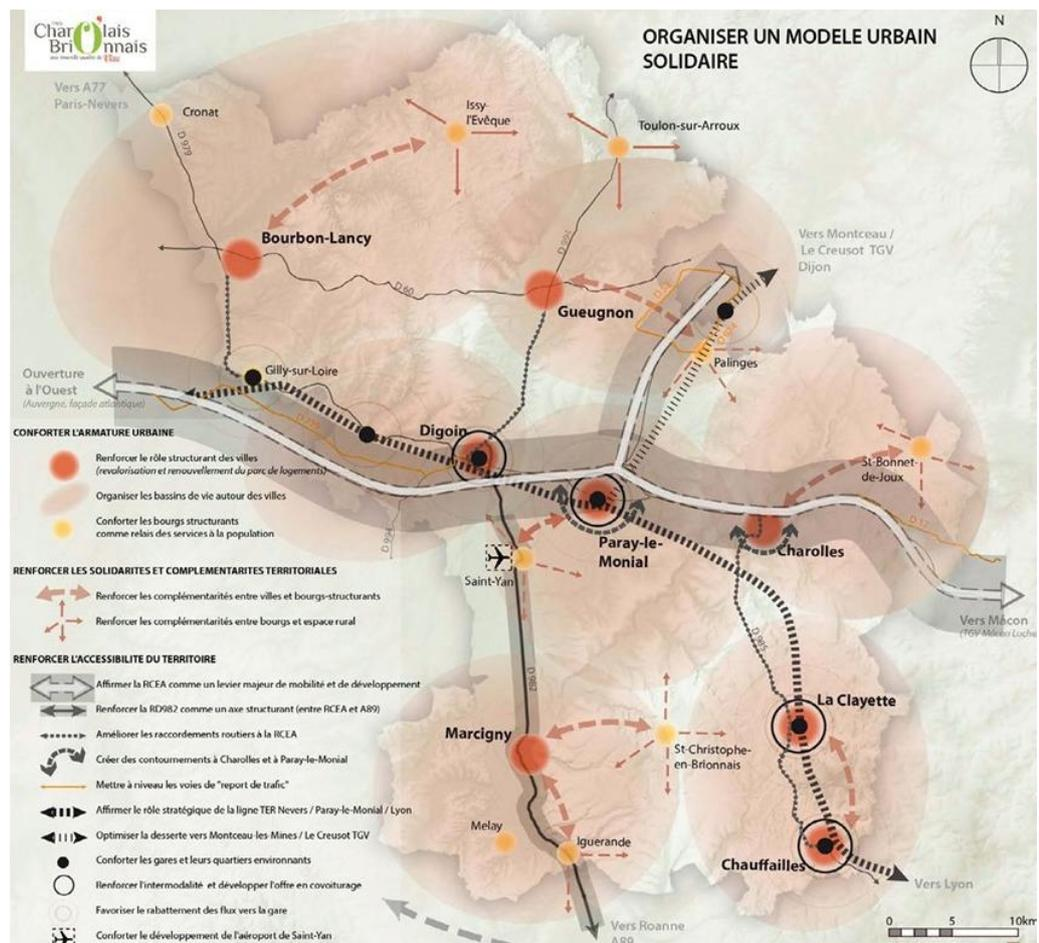 PAYS
Charolais
Brionnais
ORGANISER UN MODELE URBAIN
SOLIDAIRE
N
Vers A77
Paris-Nevers
Cronat
D 979
Issy-
l'Evêque
Toulon-sur-Arroux
Bourbon-Lancy
D 60
D 994
Gueugnon
Vers Montceau /
Le Creusot TGV
Dijon
Palinges
Ouverture
à l'Ouest
(Auvergne, façade atlantique)
Gilly-sur-Loire
Digoin
D 994
Paray-le-
Monial
Charolles
St-Bonnet-
de-Joux
D 17
Saint-Yan
Vers Mâcon
(TGV Mâcon Loché
D 985
D 982
La Clayette
Marcigny
St-Christophe-
en-Brionnais
Melay
Iguerande
Chauffailles
Vers Lyon
Vers Roanne
A89
0 5 10km
CONFORTER L'ARMATURE URBAINE
Renforcer le rôle structurant des villes
(revalorisation et renouvellement du parc de logements)
Organiser les bassins de vie autour des villes
Conforter les bourgs structurants
comme relais des services à la population
RENFORCER LES SOLIDARITES ET COMPLEMENTARITES TERRITORIALES
Renforcer les complémentarités entre villes et bourgs-structurants
Renforcer les complémentarités entre bourgs et espace rural
RENFORCER L'ACCESSIBILITE DU TERRITOIRE
Affirmer la RCEA comme un levier majeur de mobilité et de développement
Renforcer la RD982 comme un axe structurant (entre RCEA et A89)
Améliorer les raccordements routiers à la RCEA
Créer des contournements à Charolles et à Paray-le-Monial
Mettre à niveau les voies de "report de trafic"
Affirmer le rôle stratégique de la ligne TER Nevers / Paray-le-Monial / Lyon
Optimiser la desserte vers Montceau-les-Mines / Le Creusot TGV
Conforter les gares et leurs quartiers environnants
Renforcer l'intermodalité et développer l'offre en covoiturage
Favoriser le rabattement des flux vers la gare
Conforter le développement de l'aéroport de Saint-Yan